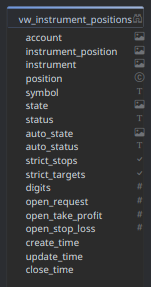 vw_instrument_positions
account
instrument_position
instrument
position ©
symbol T
state
status T
auto_state
auto_status T
strict_stops ✓
strict_targets ✓
digits #
open_request #
open_take_profit #
open_stop_loss #
create_time
update_time
close_time